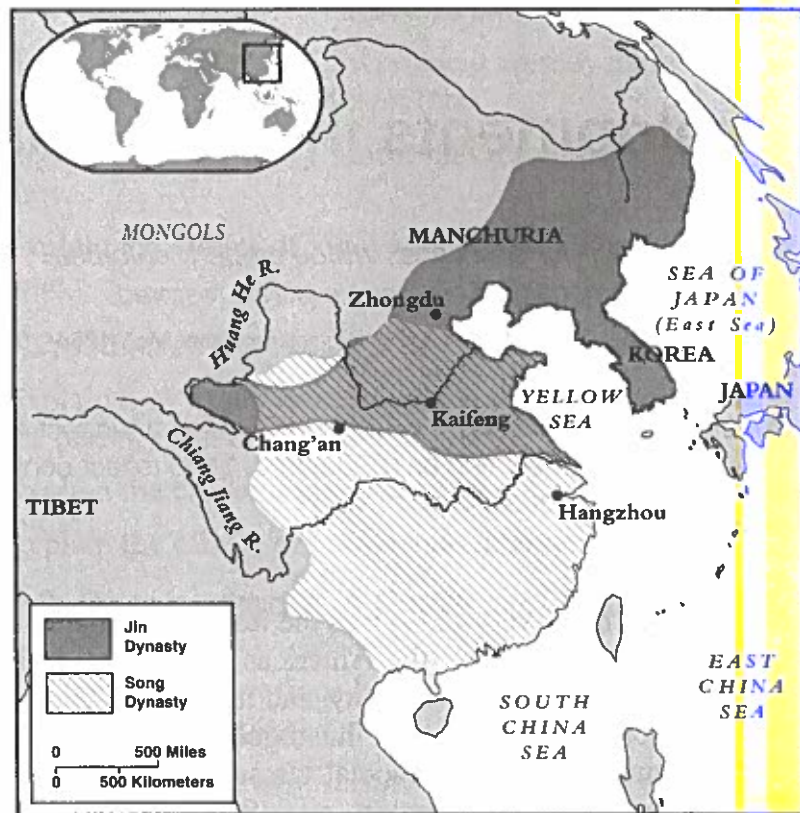 MONGOLS
MANCHURIA
Huang He R.
Zhongdu
SEA OF
JAPAN
(East Sea)
KOREA
JAPAN
YELLOW
SEA
Kaifeng
Chang'an
Chiang Jiang R.
TIBET
Hangzhou
Jin
Dynasty
Song
Dynasty
0 500 Miles
0 500 Kilometers
SOUTH
CHINA
SEA
EAST
CHINA
SEA